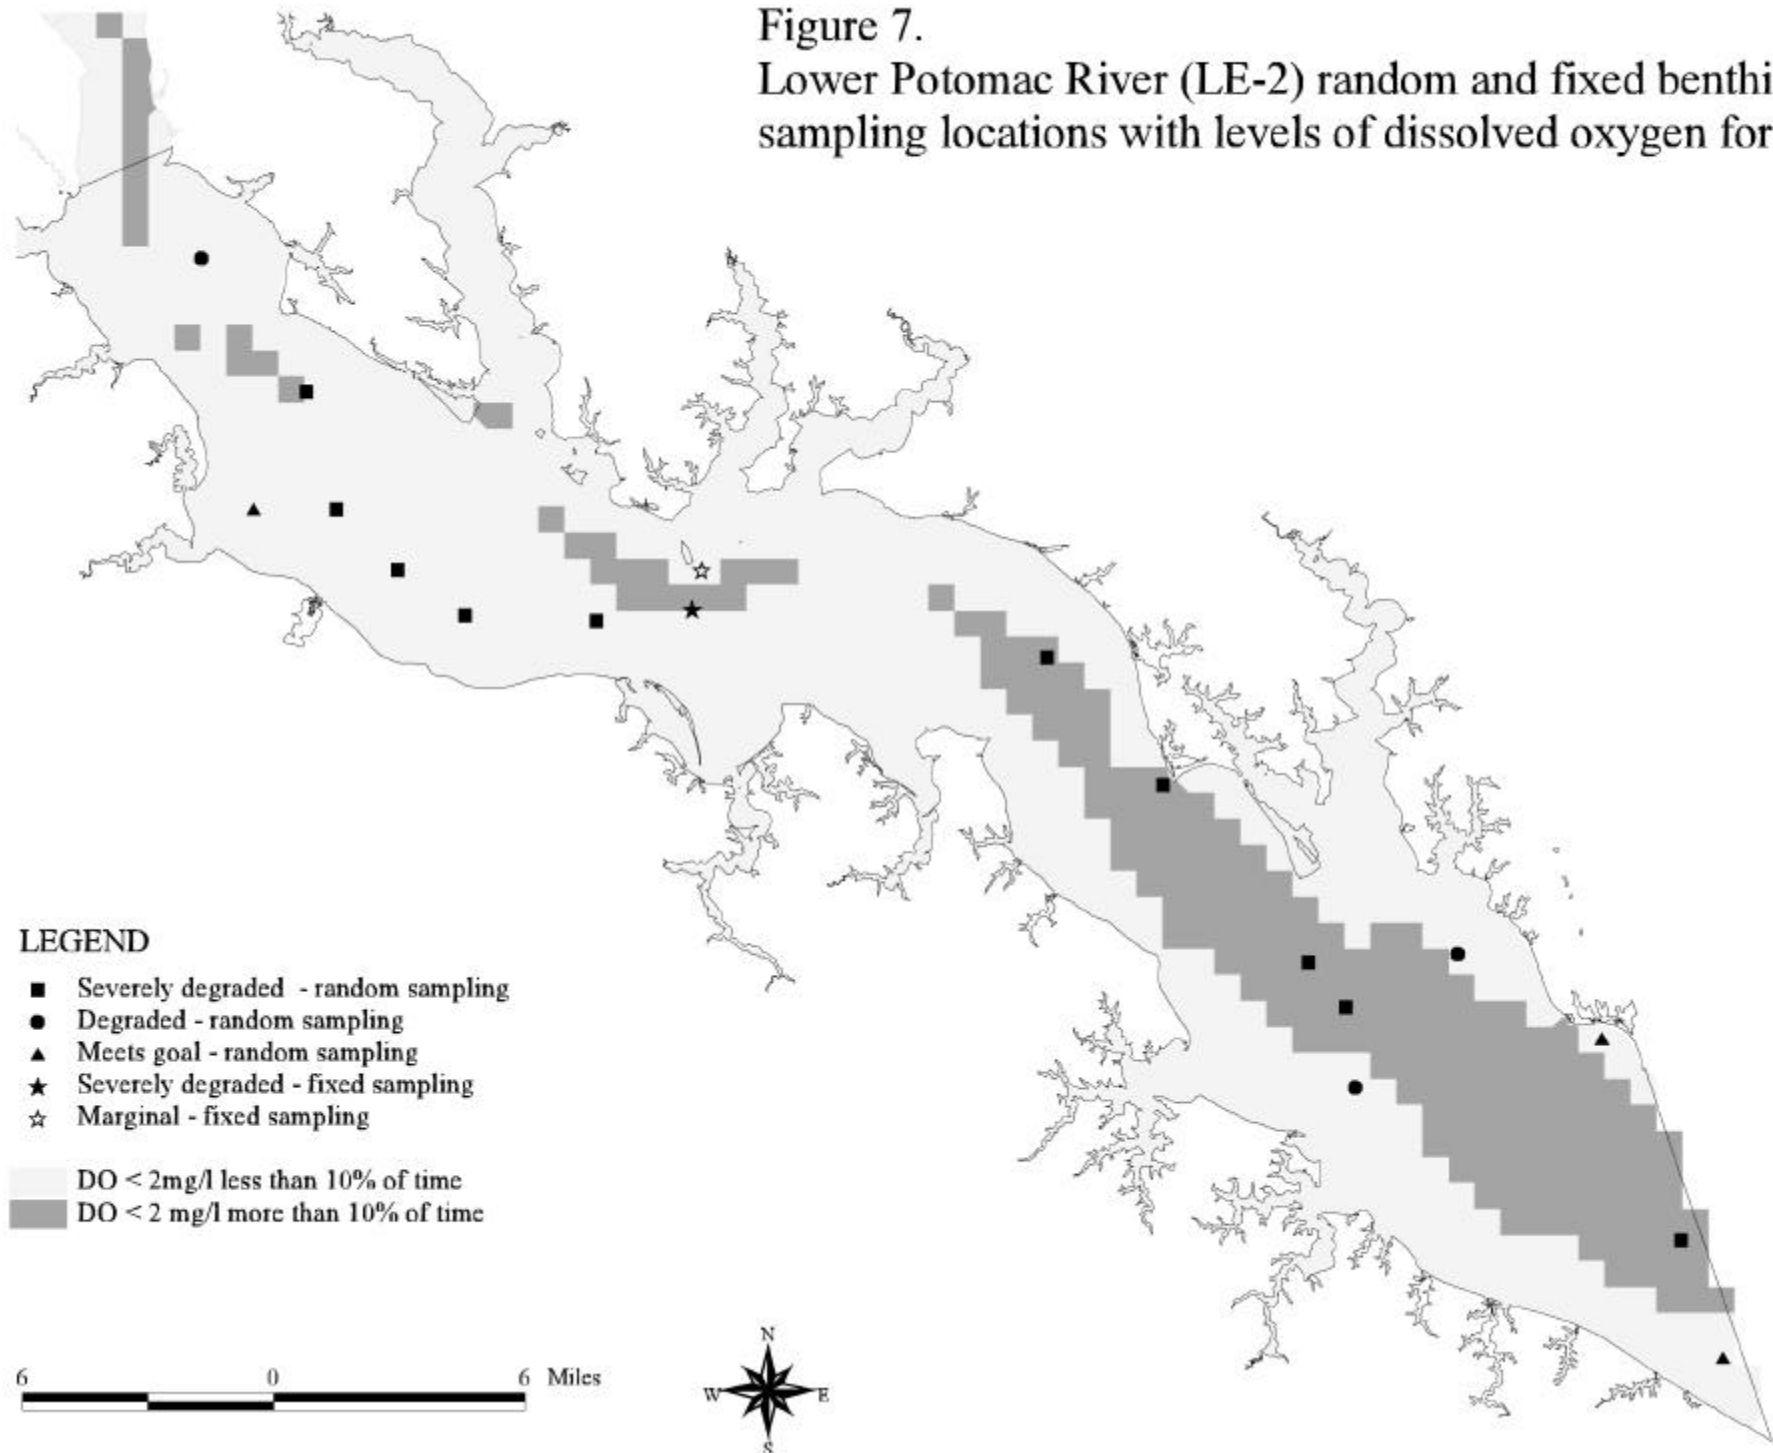 Figure 7.
Lower Potomac River (LE-2) random and fixed benthi
sampling locations with levels of dissolved oxygen for
LEGEND
Severely degraded - random sampling
Degraded - random sampling
Meets goal - random sampling
Severely degraded - fixed sampling
Marginal - fixed sampling
DO < 2mg/l less than 10% of time
DO < 2 mg/l more than 10% of time
6 0 6 Miles
N
W E
S